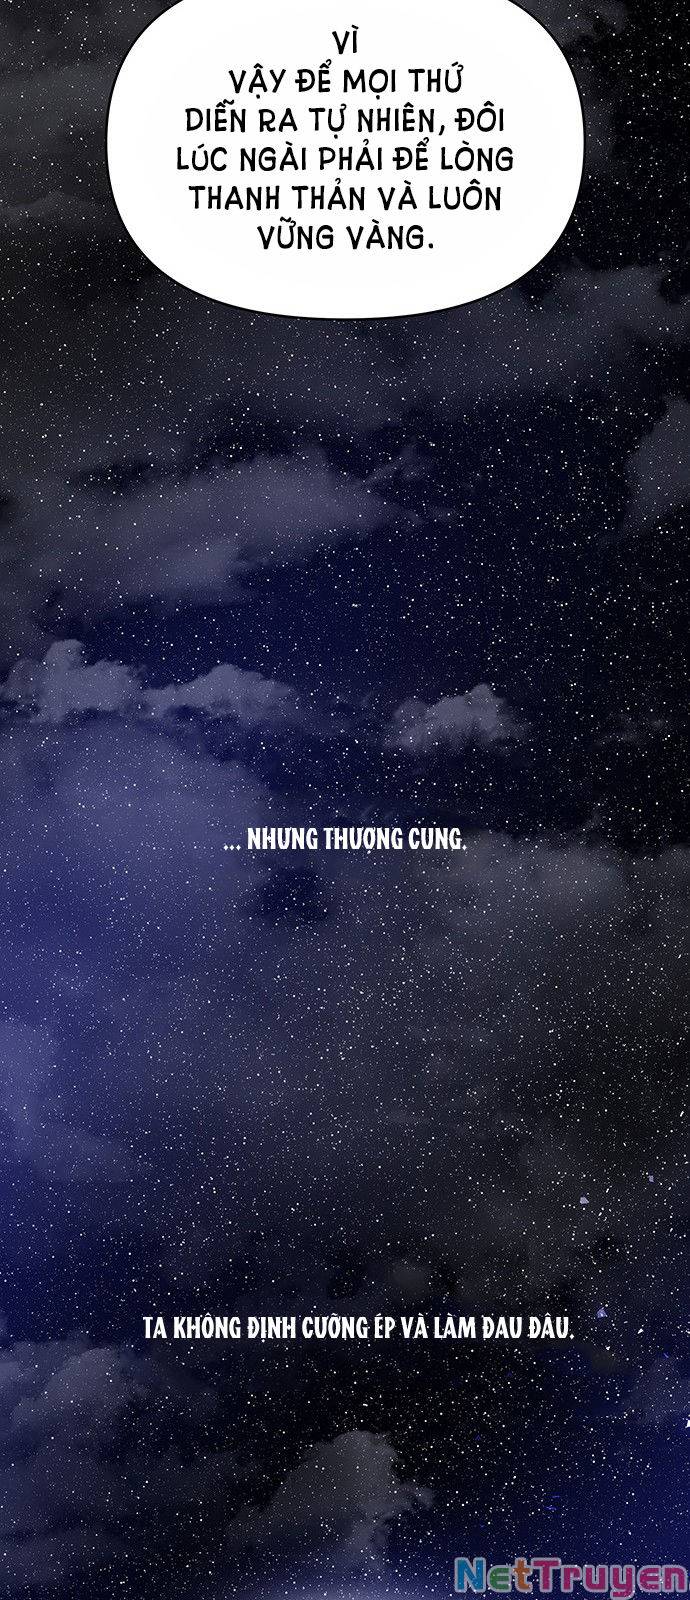 VÌ
VẬY ĐỂ MỌI THỨ
DIỄN RA TỰ NHIÊN, ĐÔI
LÚC NGÀI PHẢI ĐỂ LÒNG
THANH THẢN VÀ LUÔN
VỮNG VÀNG.
... NHƯNG THƯỢNG CUNG.
TA KHÔNG ĐỊNH CƯỠNG ÉP VÀ LÀM ĐAU ĐÂU.
NetTruyen